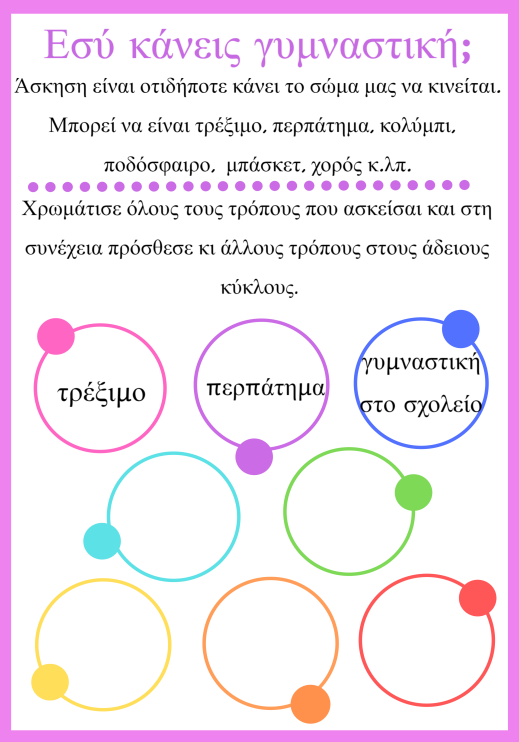 Εσύ κάνεις γυμναστική;
Άσκηση είναι οτιδήποτε κάνει το σώμα μας να κινείται.
Μπορεί να είναι τρέξιμο, περπάτημα, κολύμπι,
ποδόσφαιρο, μπάσκετ, χορός κ.λπ.
Χρωμάτισε όλους τους τρόπους που ασκείσαι και στη
συνέχεια πρόσθεσε κι άλλους τρόπους στους άδειους
κύκλους.
τρέξιμο
περπάτημα
γυμναστική
στο σχολείο